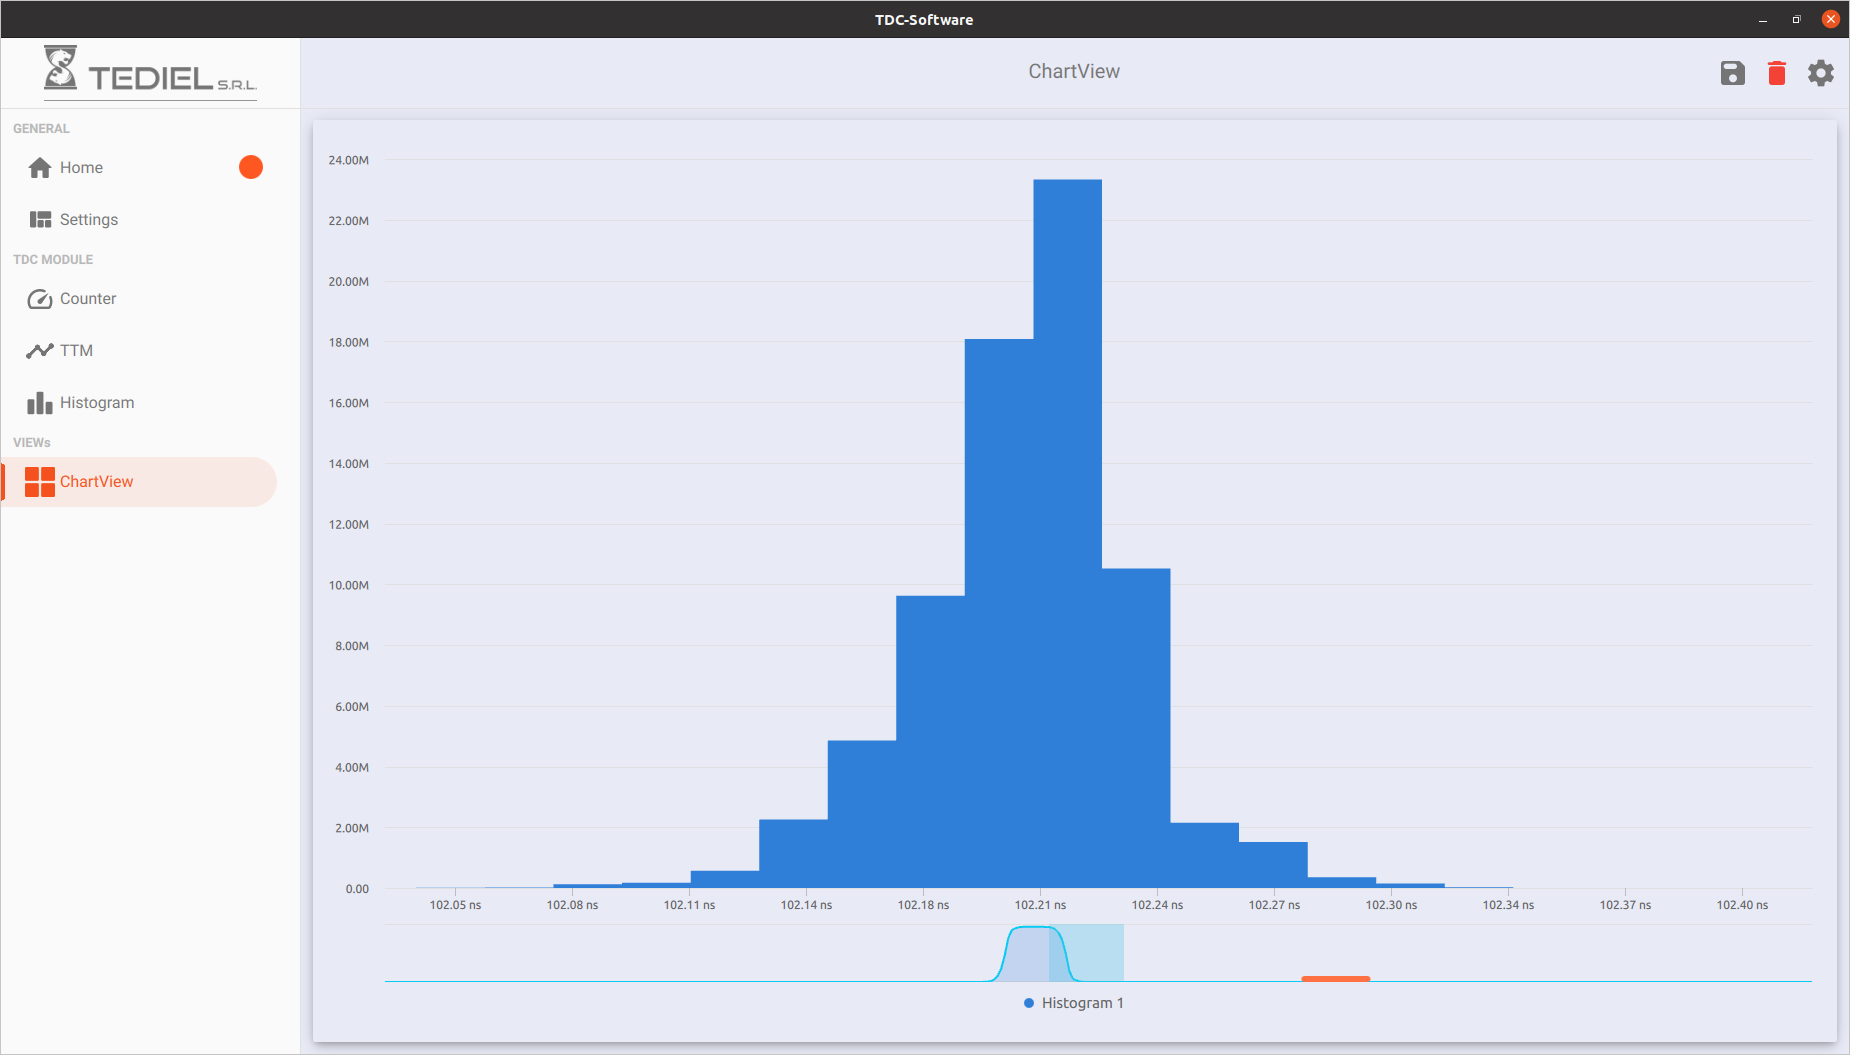 TDC-Software
TEDIEL S.R.L.
ChartView
GENERAL
Home
Settings
TDC MODULE
Counter
TTM
Histogram
VIEWs
ChartView
24.00M
22.00M
20.00M
18.00M
16.00M
14.00M
12.00M
10.00M
8.00M
6.00M
4.00M
2.00M
0.00
102.05 ns 102.08 ns 102.11 ns 102.14 ns 102.18 ns 102.21 ns 102.24 ns 102.27 ns 102.30 ns 102.34 ns 102.37 ns 102.40 ns
Histogram 1